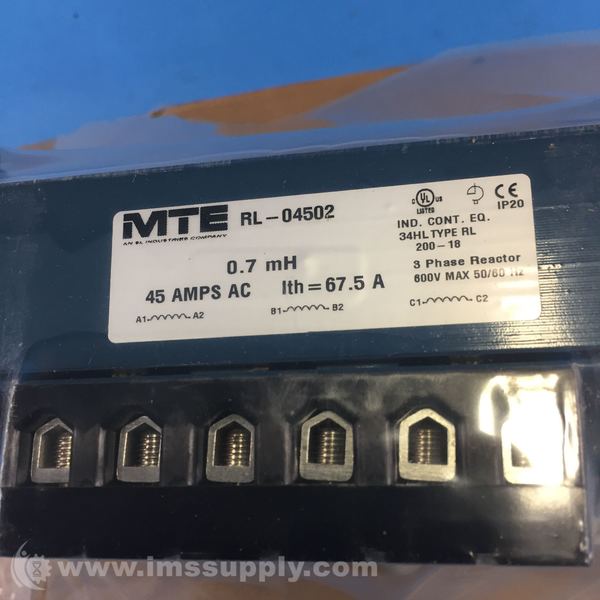 MTE RL-04502
AN SL INDUSTRIES COMPANY
0.7 mH
45 AMPS AC Ith = 67.5 A
A1 A2 B1 B2 C1 C2
C UL US
LISTED
CE
IP20
IND. CONT. EQ.
34HL TYPE RL
200-18
3 Phase Reactor
600V MAX 50/60 Hz
www.imssupply.com